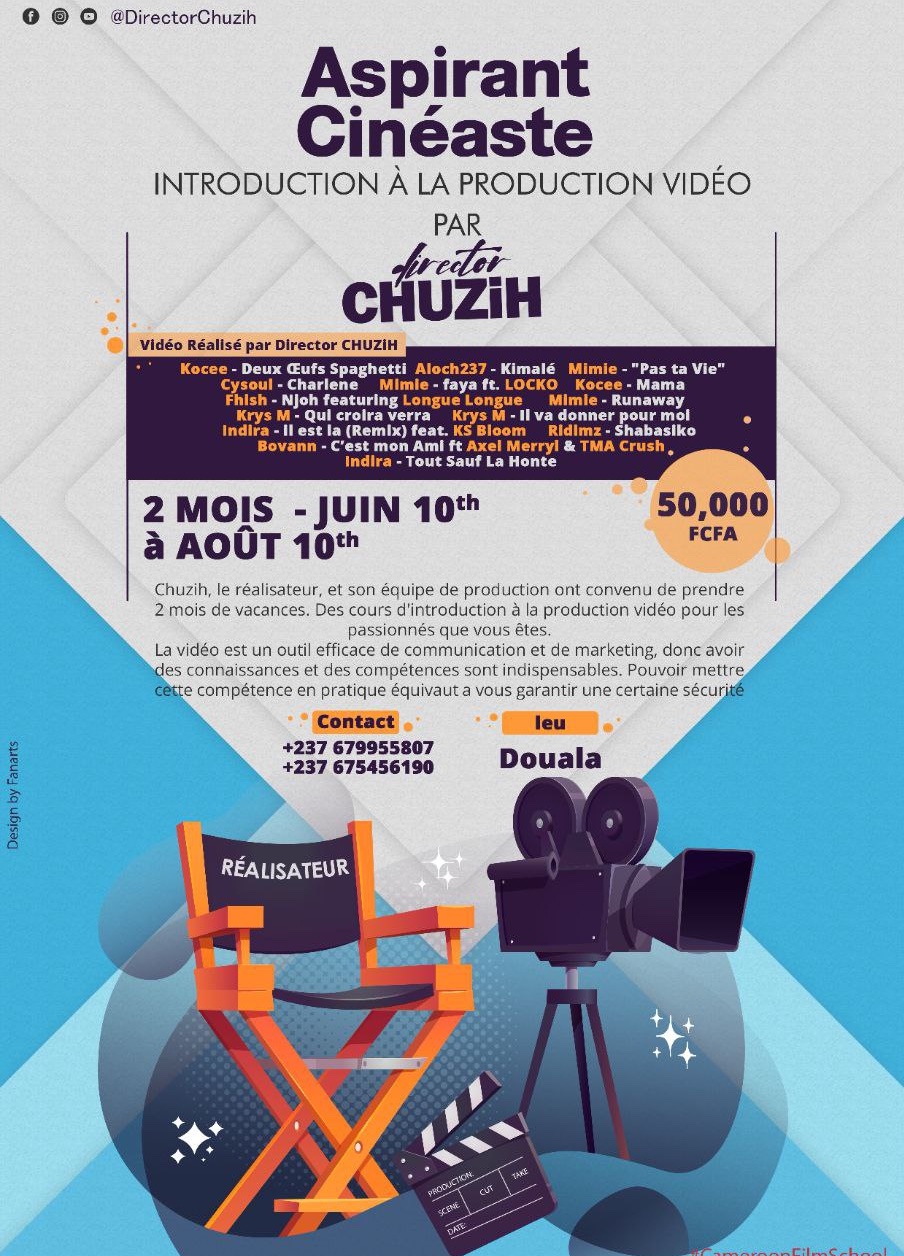 @DirectorChuzih
Aspirant
Cinéaste
INTRODUCTION À LA PRODUCTION VIDÉO
PAR
director
CHUZiH
Vidéo Réalisé par Director CHUZiH
Kocee - Deux Œufs Spaghetti Aloch237 - Kimalé Mimie - "Pas ta Vie"
Cysoul - Charlene Mimie - faya ft. LOCKO Kocee - Mama
Fhish - Njoh featuring Longue Longue Mimie - Runaway
Krys M - Qui croira verra Krys M - Il va donner pour moi
Indira - Il est la (Remix) feat. KS Bloom Ridimz - Shabasiko
Bovann - C'est mon Ami ft Axel Merryl & TMA Crush
Indira - Tout Sauf La Honte
2 MOIS - JUIN 10th
à AOÛT 10th
50,000
FCFA
Chuzih, le réalisateur, et son équipe de production ont convenu de prendre
2 mois de vacances. Des cours d'introduction à la production vidéo pour les
passionnés que vous êtes.
La vidéo est un outil efficace de communication et de marketing, donc avoir
des connaissances et des compétences sont indispensables. Pouvoir mettre
cette compétence en pratique équivaut a vous garantir une certaine sécurité
Contact
+237 679955807
+237 675456190
leu
Douala
Design by Fanarts
RÉALISATEUR
PRODUCTION:
SCENE CUT TAKE
DATE:
#CameroonFilmSchool